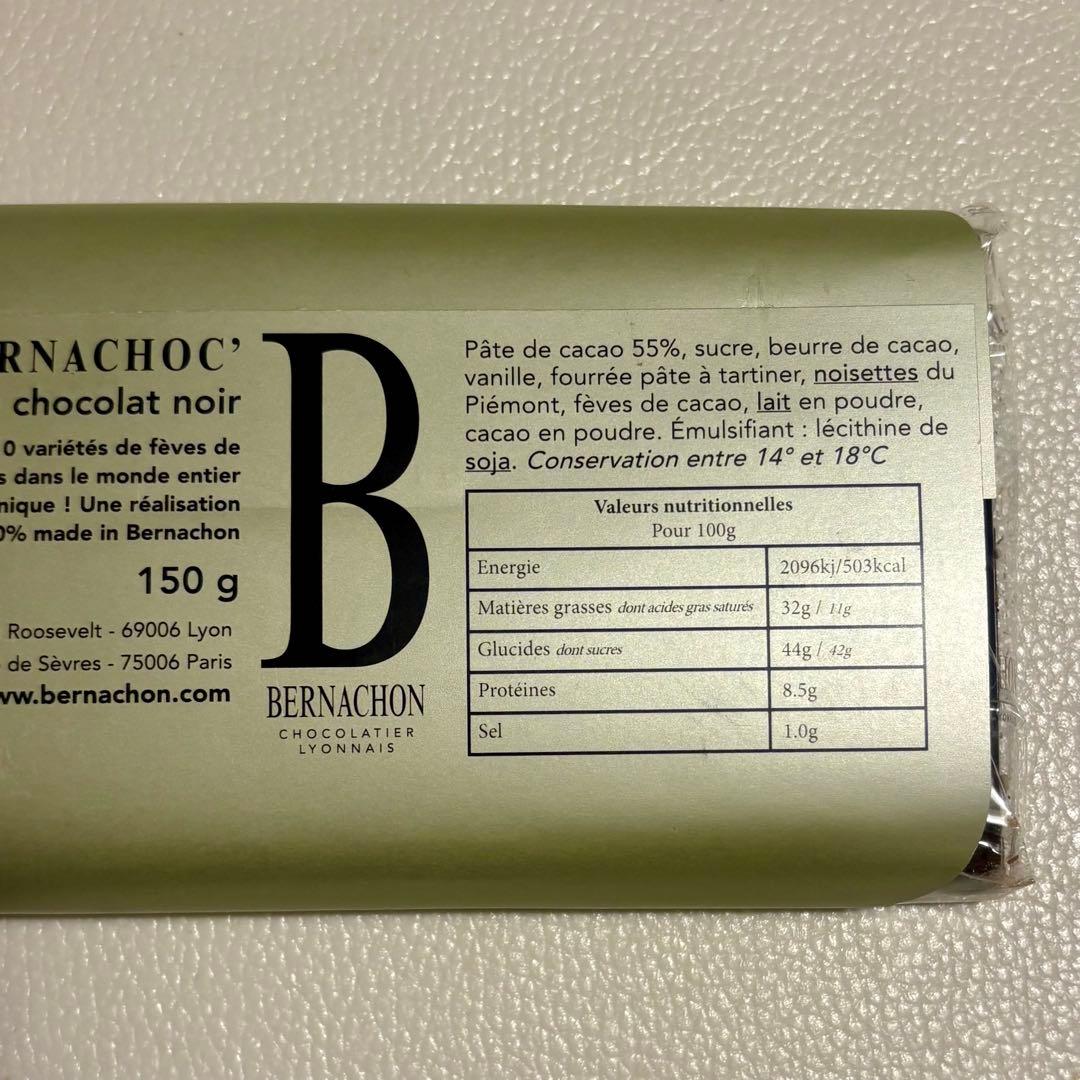 RNACHOC’
chocolat noir
0 variétés de fèves de
s dans le monde entier
nique ! Une réalisation
0% made in Bernachon
150 g
Roosevelt - 69006 Lyon
de Sèvres - 75006 Paris
ww.bernachon.com
B
BERNACHON
CHOCOLATIER
LYONNAIS
Pâte de cacao 55%, sucre, beurre de cacao,
vanille, fourrée pâte à tartiner, noisettes du
Piémont, fèves de cacao, lait en poudre,
cacao en poudre. Émulsifiant : lécithine de
soja. Conservation entre 14° et 18°C
Valeurs nutritionnelles
Pour 100g
Energie 2096kj/503kcal
Matières grasses dont acides gras saturés 32g / 11g
Glucides dont sucres 44g / 42g
Protéines 8.5g
Sel 1.0g